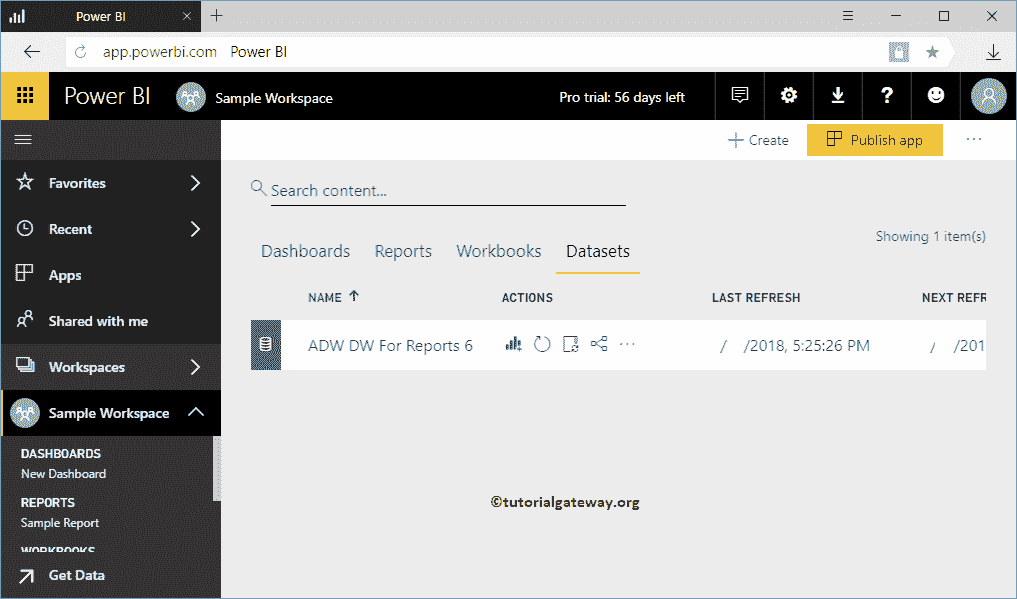 Power BI
app.powerbi.com Power BI
Power BI Sample Workspace Pro trial: 56 days left ?
Create Publish app ...
Favorites
Recent
Apps
Shared with me
Workspaces
Sample Workspace
DASHBOARDS
New Dashboard
REPORTS
Sample Report
WORKBOOKS
Get Data
Search content...
Showing 1 item(s)
Dashboards Reports Workbooks Datasets
NAME ACTIONS LAST REFRESH NEXT REFR
ADW DW For Reports 6 ... / /2018, 5:25:26 PM / /201
©tutorialgateway.org